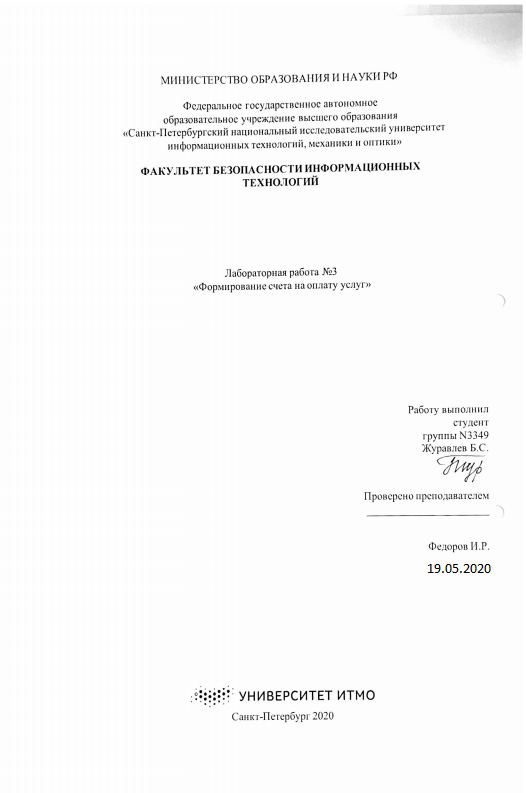 МИНИСТЕРСТВО ОБРАЗОВАНИЯ И НАУКИ РФ
Федеральное государственное автономное
образовательное учреждение высшего образования
«Санкт-Петербургский национальный исследовательский университет
информационных технологий, механики и оптики»
ФАКУЛЬТЕТ БЕЗОПАСНОСТИ ИНФОРМАЦИОННЫХ
ТЕХНОЛОГИЙ
Лабораторная работа №3
«Формирование счета на оплату услуг»
Работу выполнил
студент
группы N3349
Журавлев Б.С.
Проверено преподавателем
Федоров И.Р.
19.05.2020
УНИВЕРСИТЕТ ИТМО
Санкт-Петербург 2020